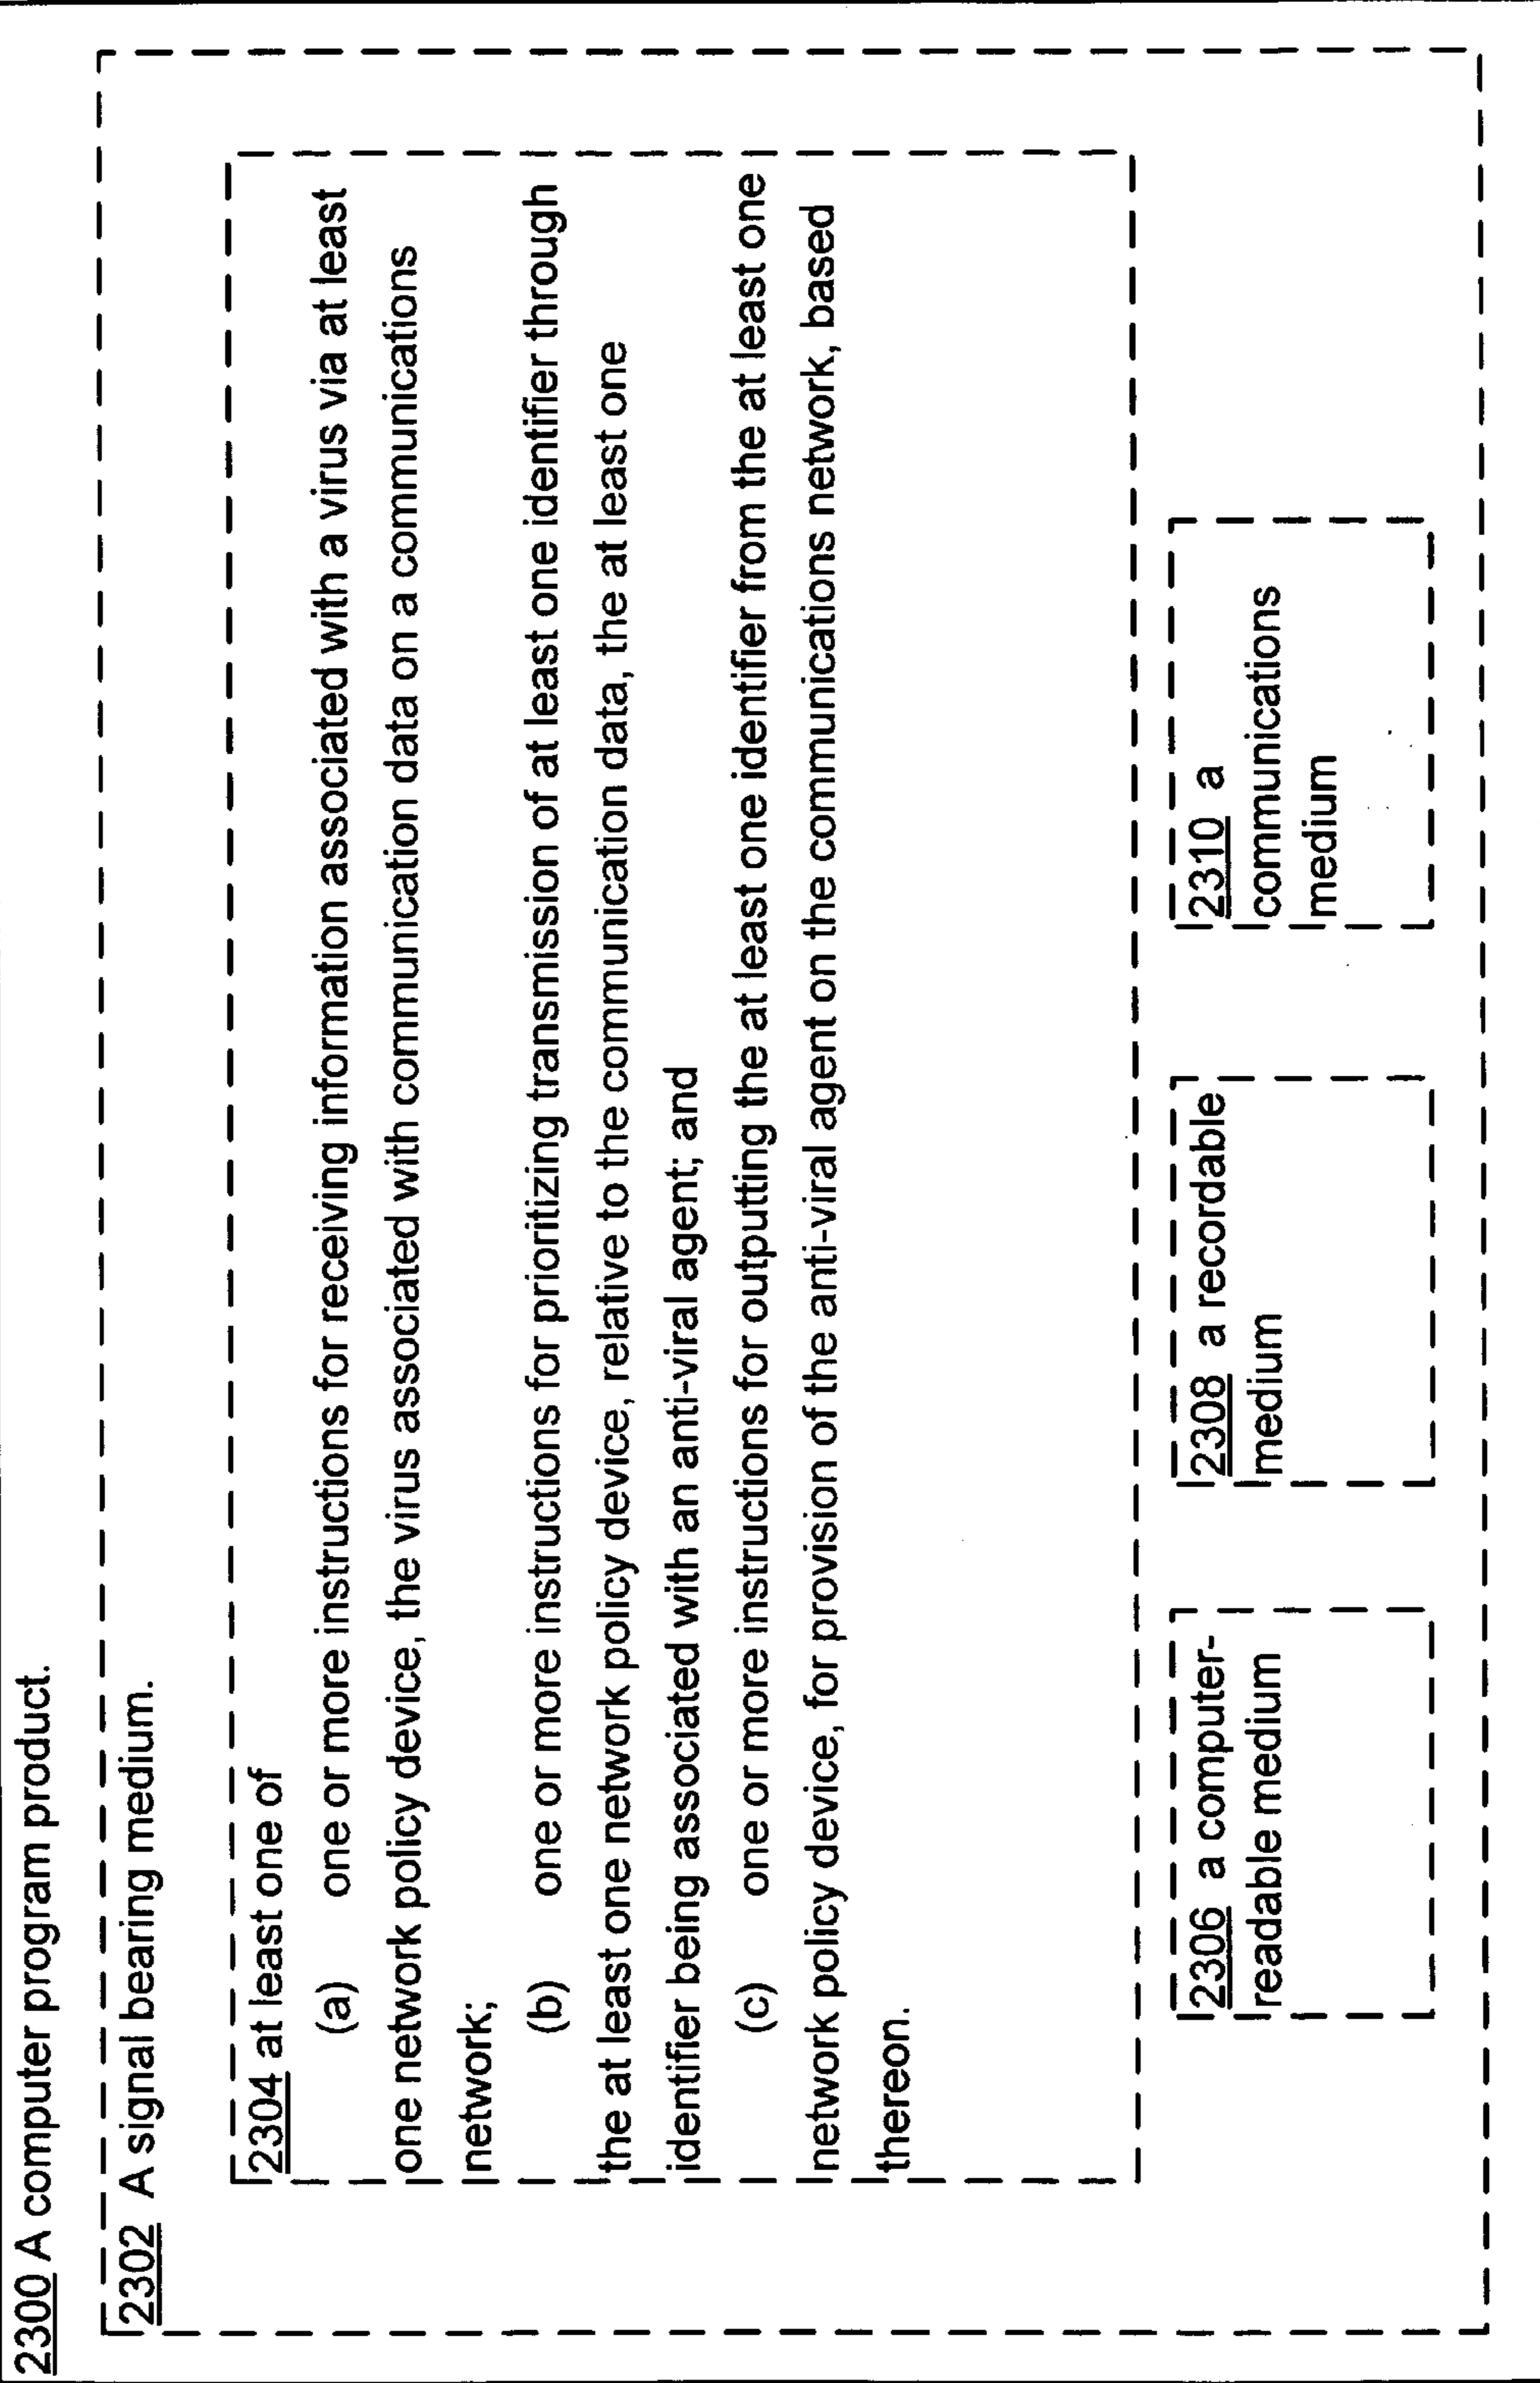 2300 A computer program product.
2302 A signal bearing medium.
2304 at least one of
(a) one or more instructions for receiving information associated with a virus via at least
one network policy device, the virus associated with communication data on a communications
network;
(b) one or more instructions for prioritizing transmission of at least one identifier through
the at least one network policy device, relative to the communication data, the at least one
identifier being associated with an anti-viral agent; and
(c) one or more instructions for outputting the at least one identifier from the at least one
network policy device, for provision of the anti-viral agent on the communications network, based
thereon.
2306 a computer-
readable medium
2308 a recordable
medium
2310 a
communications
medium